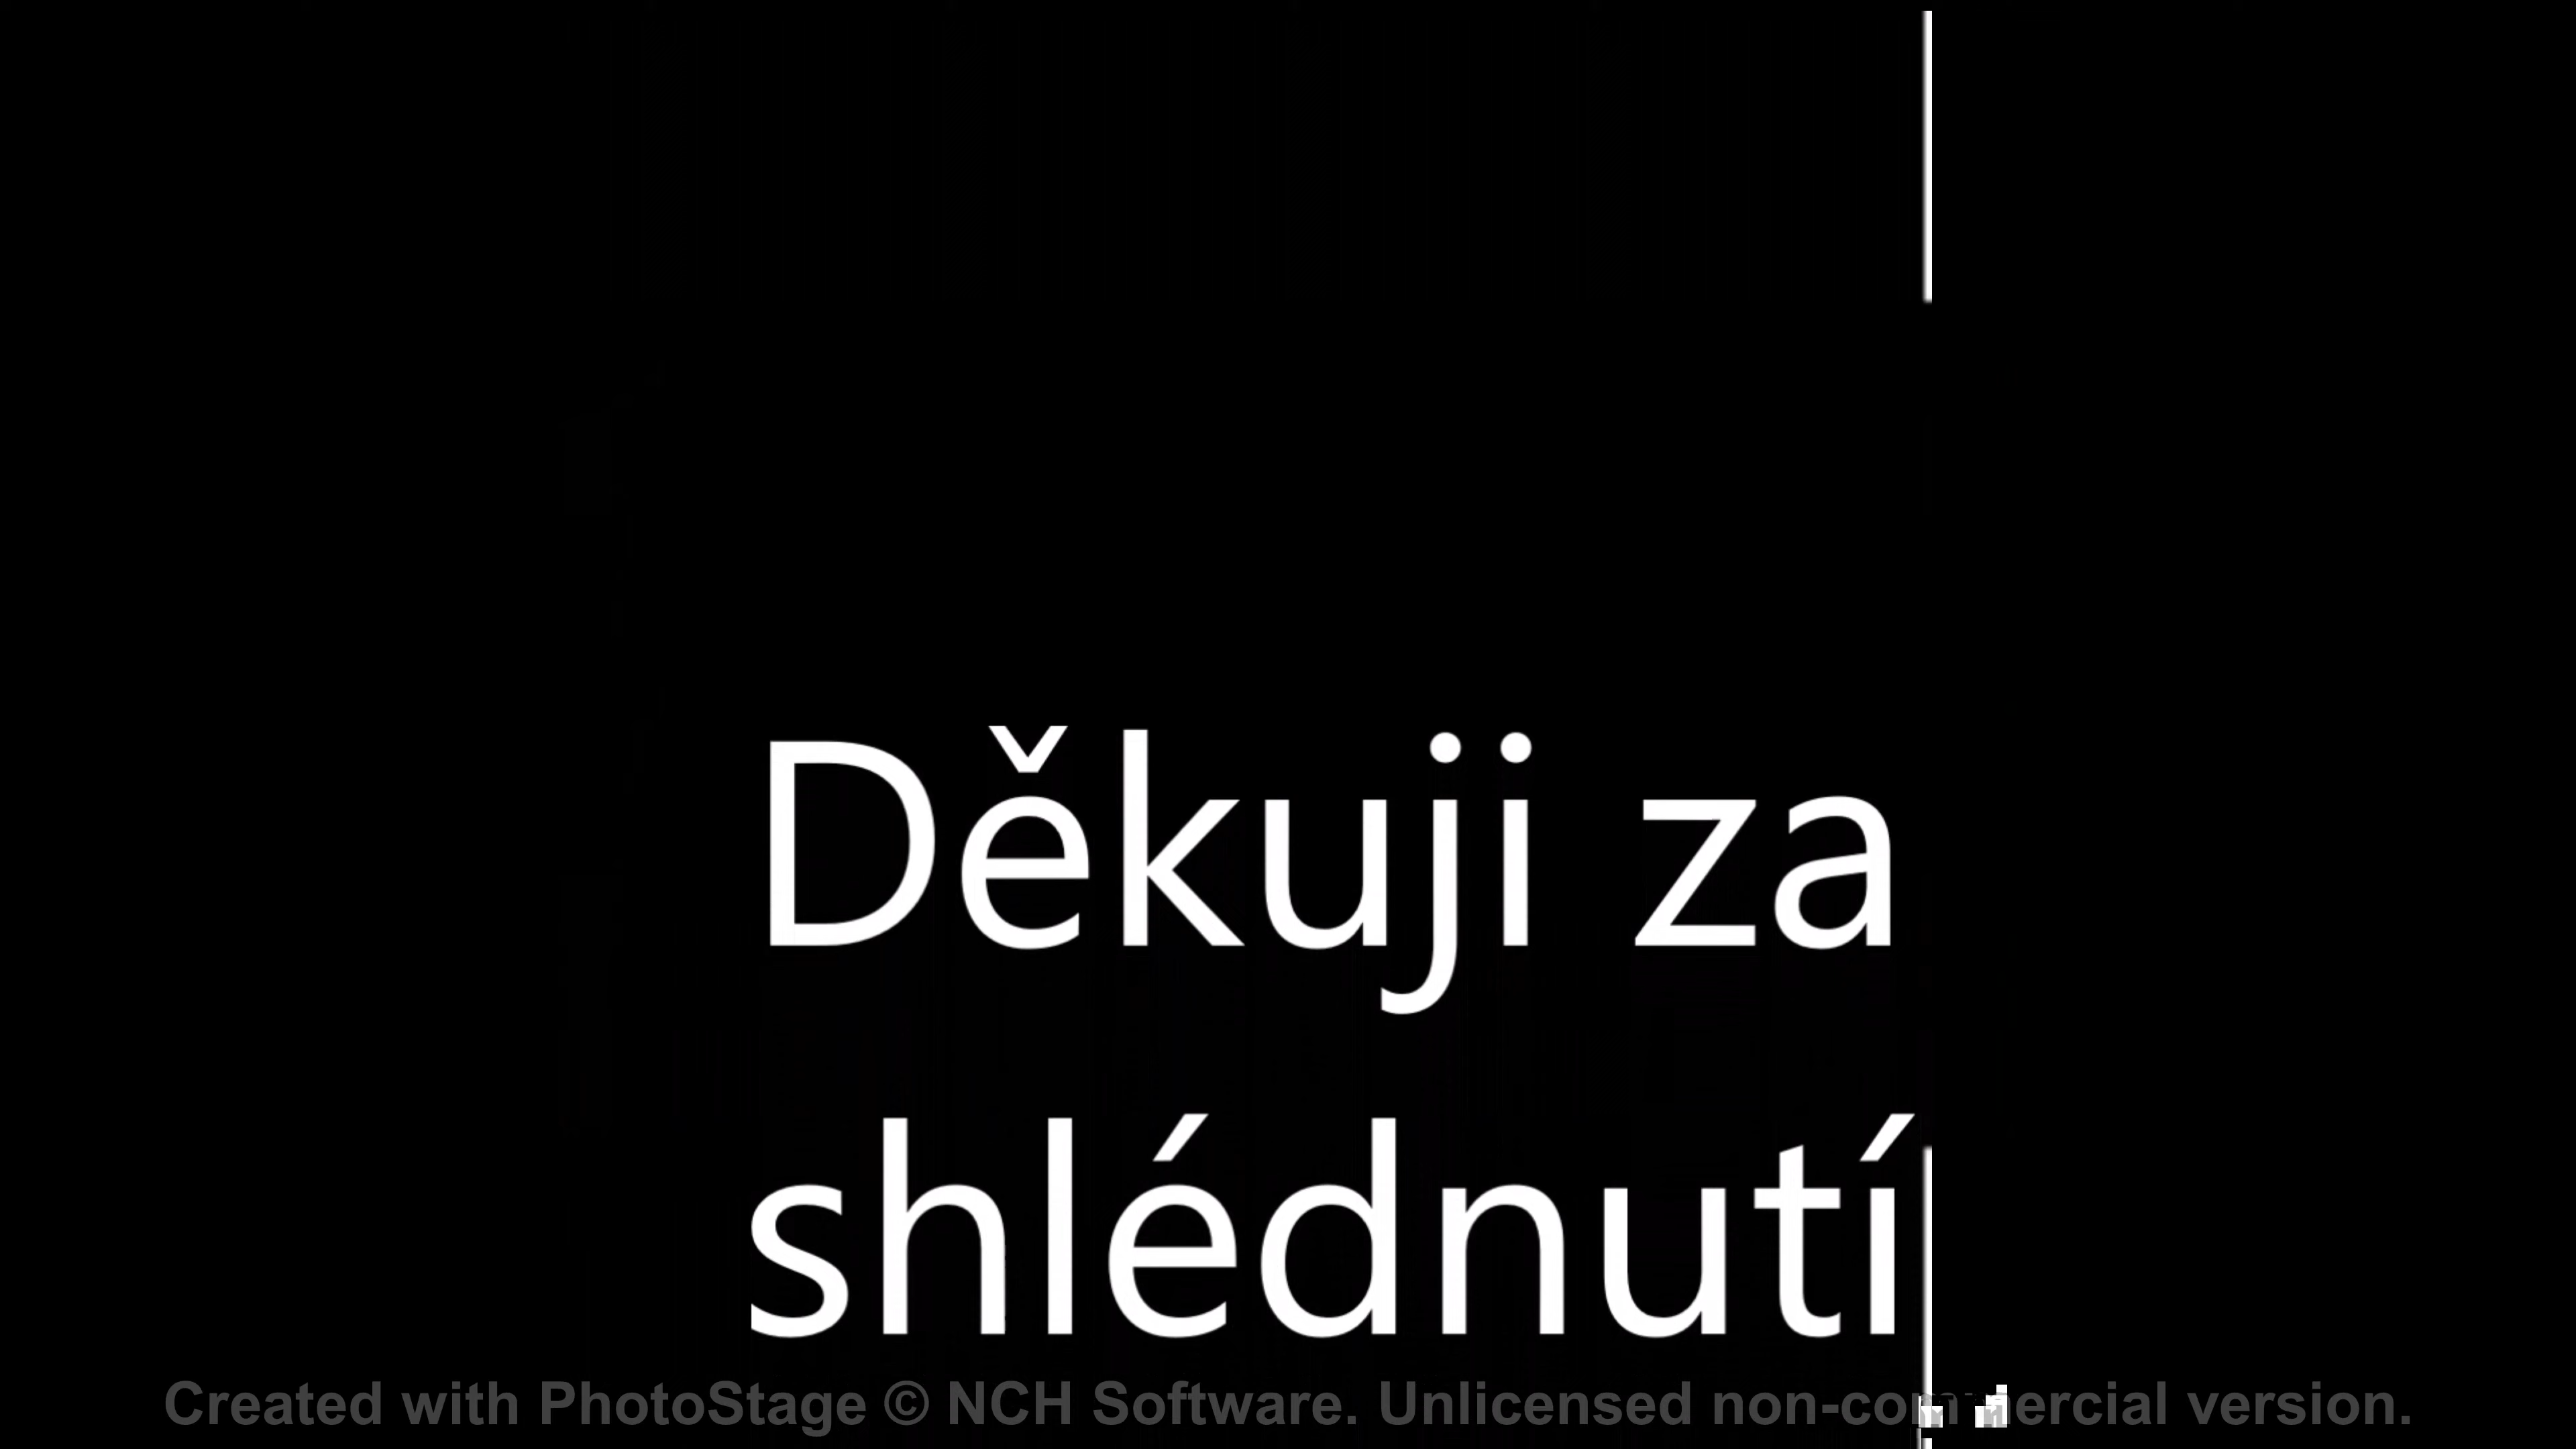 Děkuji za
shlédnutí
Created with PhotoStage © NCH Software. Unlicensed non-commercial version.